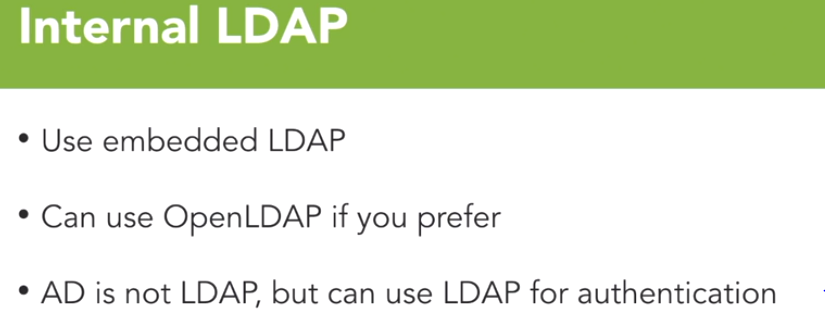 Internal LDAP
• Use embedded LDAP
• Can use OpenLDAP if you prefer
• AD is not LDAP, but can use LDAP for authentication